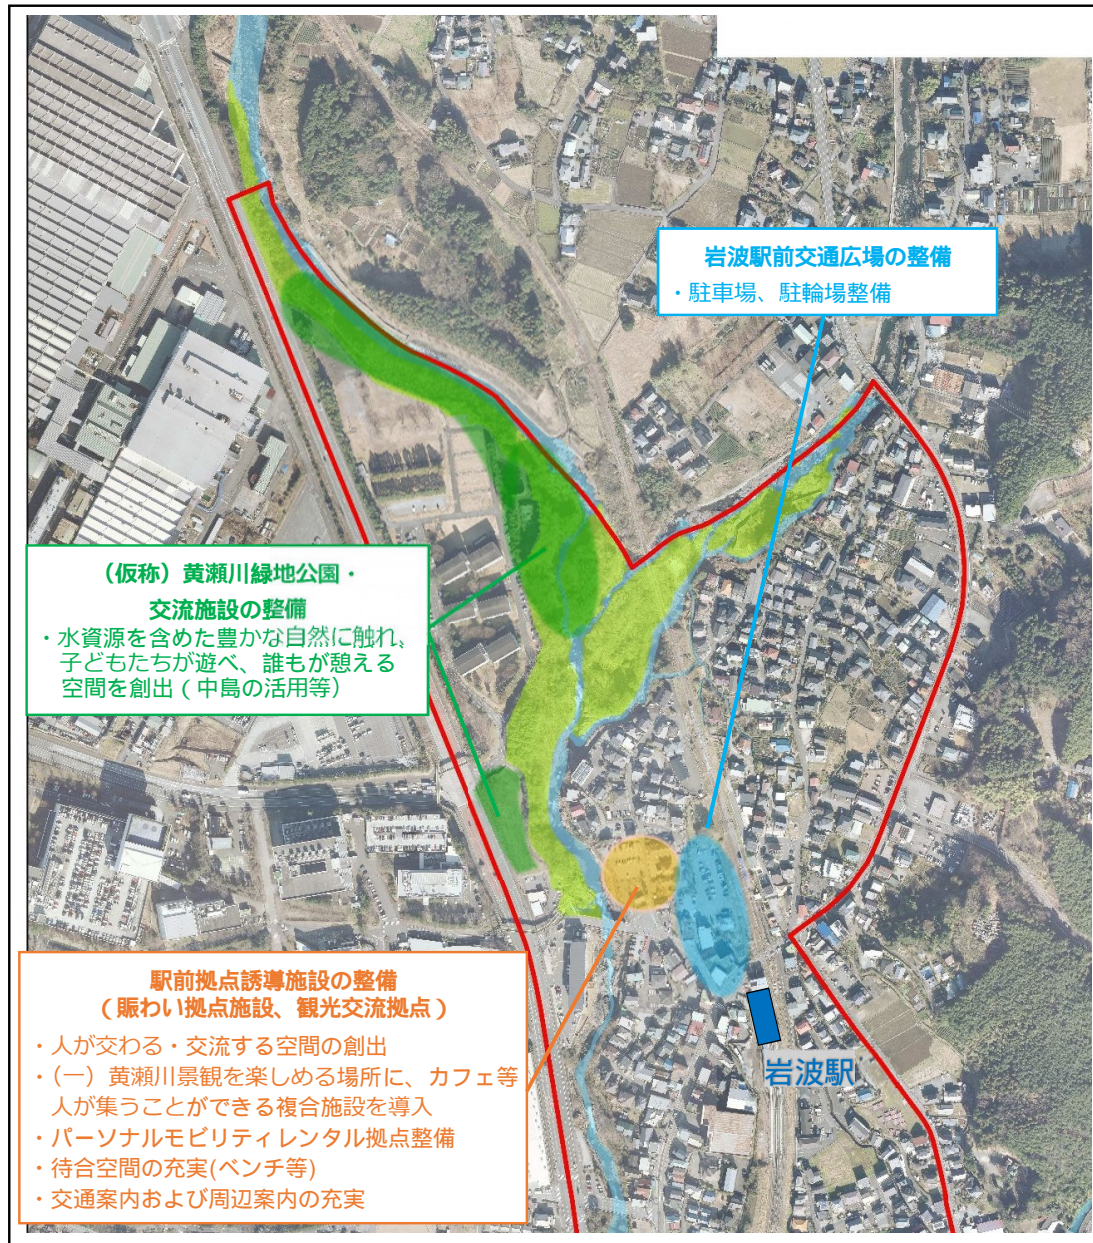 岩波駅前交通広場の整備
・駐車場、駐輪場整備
（仮称）黄瀬川緑地公園・
交流施設の整備
・水資源を含めた豊かな自然に触れ、
子どもたちが遊べ、誰もが憩える
空間を創出（中島の活用等）
駅前拠点誘導施設の整備
（賑わい拠点施設、観光交流拠点）
・人が交わる・交流する空間の創出
・(一）黄瀬川景観を楽しめる場所に、カフェ等
人が集うことができる複合施設を導入
・パーソナルモビリティレンタル拠点整備
・待合空間の充実(ベンチ等)
・交通案内および周辺案内の充実
岩波駅